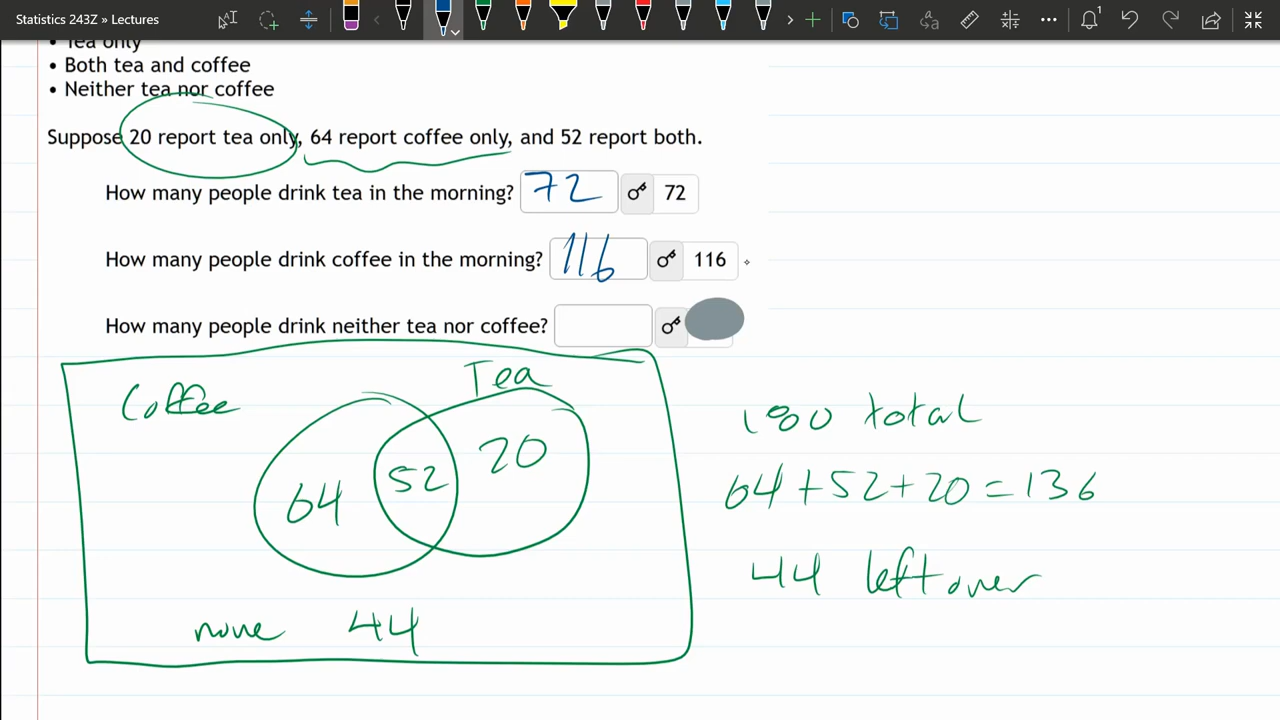 Statistics 243Z » Lectures
• Tea only
• Both tea and coffee
• Neither tea nor coffee
Suppose 20 report tea only, 64 report coffee only, and 52 report both.
How many people drink tea in the morning? 72 72
How many people drink coffee in the morning? 116 116
How many people drink neither tea nor coffee?
Coffee Tea
180 total
64 52 20
64+52+20=136
44 leftover
none 44